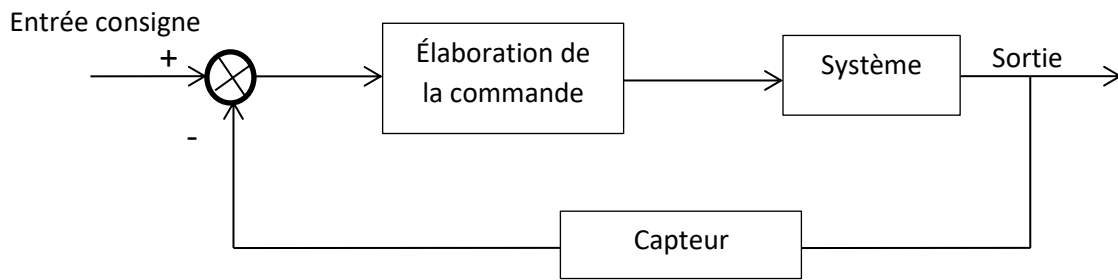 Entrée consigne
+
-
Élaboration de
la commande
Système
Sortie
Capteur